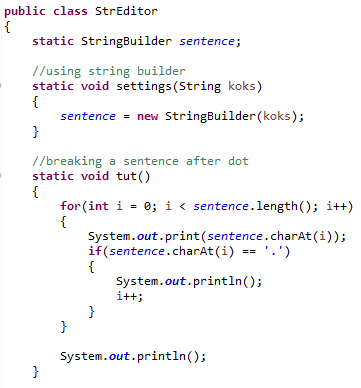 public class StrEditor
{
    static StringBuilder sentence;

    //using string builder
    static void settings(String koks)
    {
        sentence = new StringBuilder(koks);
    }

    //breaking a sentence after dot
    static void tut()
    {
        for(int i = 0; i < sentence.length(); i++)
        {
            System.out.print(sentence.charAt(i));
            if(sentence.charAt(i) == '.')
            {
                System.out.println();
                i++;
            }
        }

        System.out.println();
    }